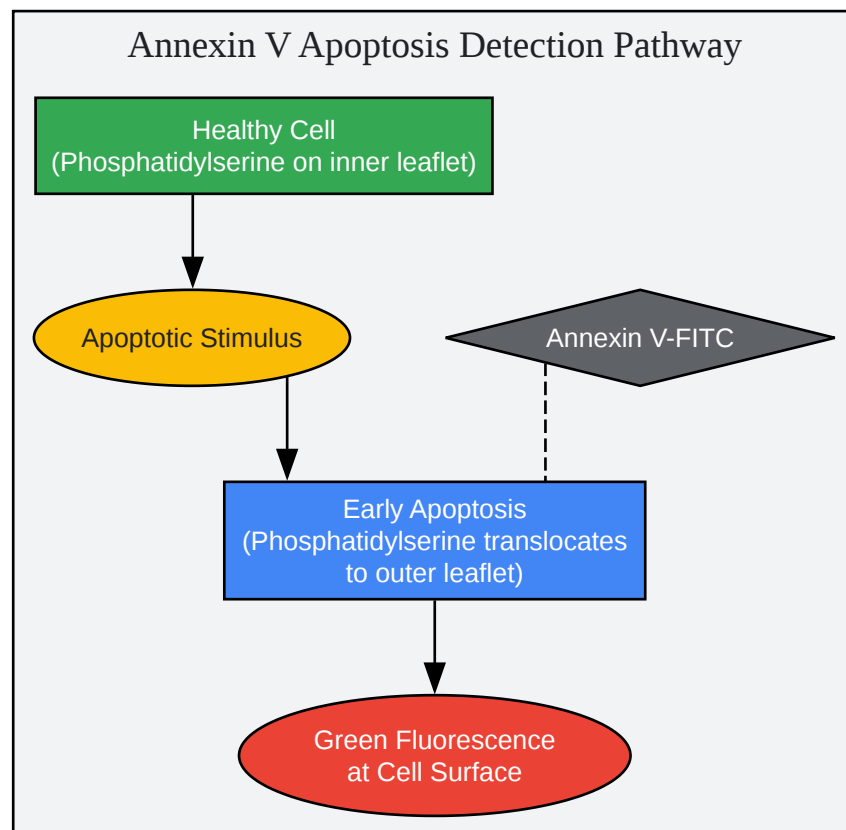 Annexin V Apoptosis Detection Pathway
Healthy Cell
(Phosphatidylserine on inner leaflet)
Apoptotic Stimulus
Annexin V-FITC
Early Apoptosis
(Phosphatidylserine translocates
to outer leaflet)
Green Fluorescence
at Cell Surface